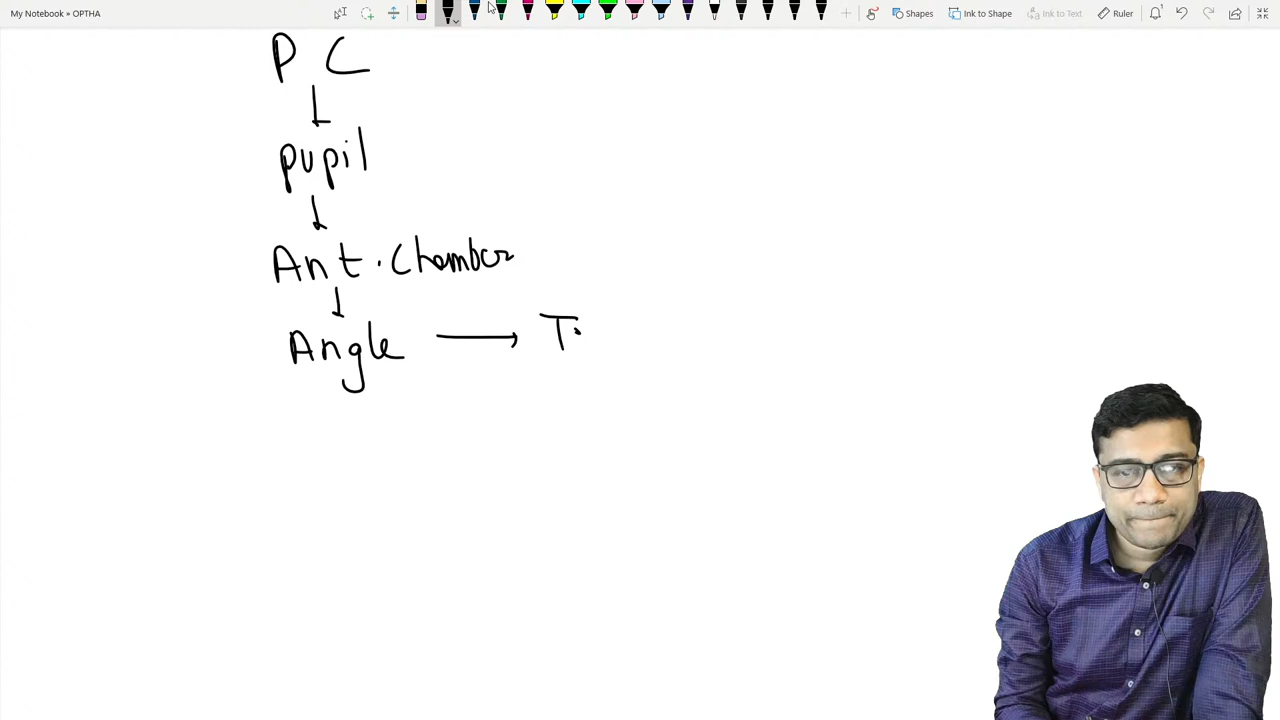 My Notebook » OPTHA
Shapes Ink to Shape Ink to Text Ruler
P C
pupil
Ant. Chamber
Angle → T